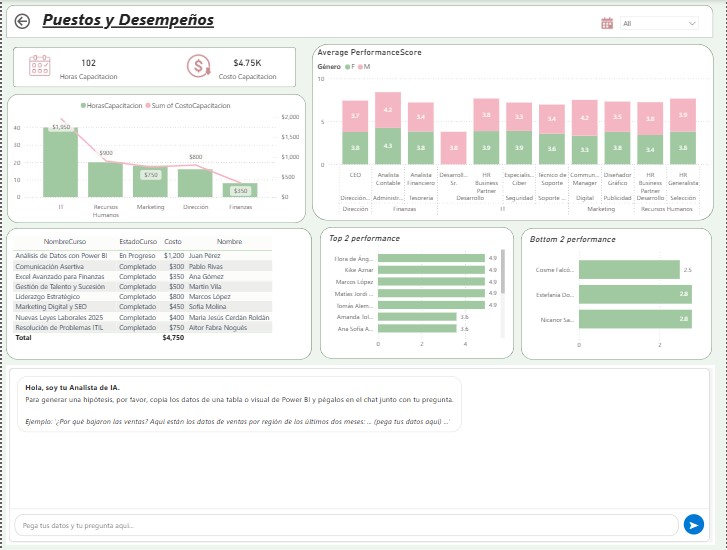 Puestos y Desempeños
All
102
Horas Capacitacion
$4.75K
Costo Capacitacion
Average PerformanceScore
Género F M
10
5
0
3.7 4.2 3.4 3.8 3.8 3.3 3.4 4.2 3.5 3.8 3.9
3.8 4.3 3.8 3.9 3.9 3.6 3.3 3.8 3.4 3.8
CEO
Analista Contable
Analista Financiero
Desarroll... Sr.
HR Business Partner
Especialis... Ciber
Técnico de Soporte
Commun... Manager
Diseñador Gráfico
HR Business Partner
HR Generalista
Dirección... Administr... Tesorería Desarrollo Seguridad Soporte ... Digital Publicidad Desarrollo Selección
Dirección Finanzas IT Marketing Recursos Humanos
HorasCapacitacion Sum of CostoCapacitacion
40
30
20
10
0
$2,000
$1,500
$1,000
$500
$0
$1,950
$900
$750
$800
$350
IT
Recursos Humanos
Marketing
Dirección
Finanzas
NombreCurso EstadoCurso Costo Nombre
Análisis de Datos con Power BI En Progreso $1,200 Juan Pérez
Comunicación Asertiva Completado $300 Pablo Rivas
Excel Avanzado para Finanzas Completado $350 Ana Gómez
Gestión de Talento y Sucesión Completado $500 Martín Vila
Liderazgo Estratégico Completado $800 Marcos López
Marketing Digital y SEO Completado $450 Sofía Molina
Nuevas Leyes Laborales 2025 Completado $400 María Jesús Cerdán Roldán
Resolución de Problemas ITIL Completado $750 Aitor Fabra Nogués
Total $4,750
Top 2 performance
Flora de Áng... 4.9
Kike Aznar 4.9
Marcos López 4.9
Matías Jordi ... 4.9
Tomás Alem... 4.9
Amanda Tol... 3.6
Ana Sofía A... 3.6
0 2 4
Bottom 2 performance
Cosme Falcó... 2.5
Estefanía Do... 2.8
Nicanor Sa... 2.8
0 2
Hola, soy tu Analista de IA.
Para generar una hipótesis, por favor, copia los datos de una tabla o visual de Power BI y pégalos en el chat junto con tu pregunta.
Ejemplo: '¿Por qué bajaron las ventas? Aquí están los datos de ventas por región de los últimos dos meses: ... (pega tus datos aquí) ...'
Pega tus datos y tu pregunta aquí...